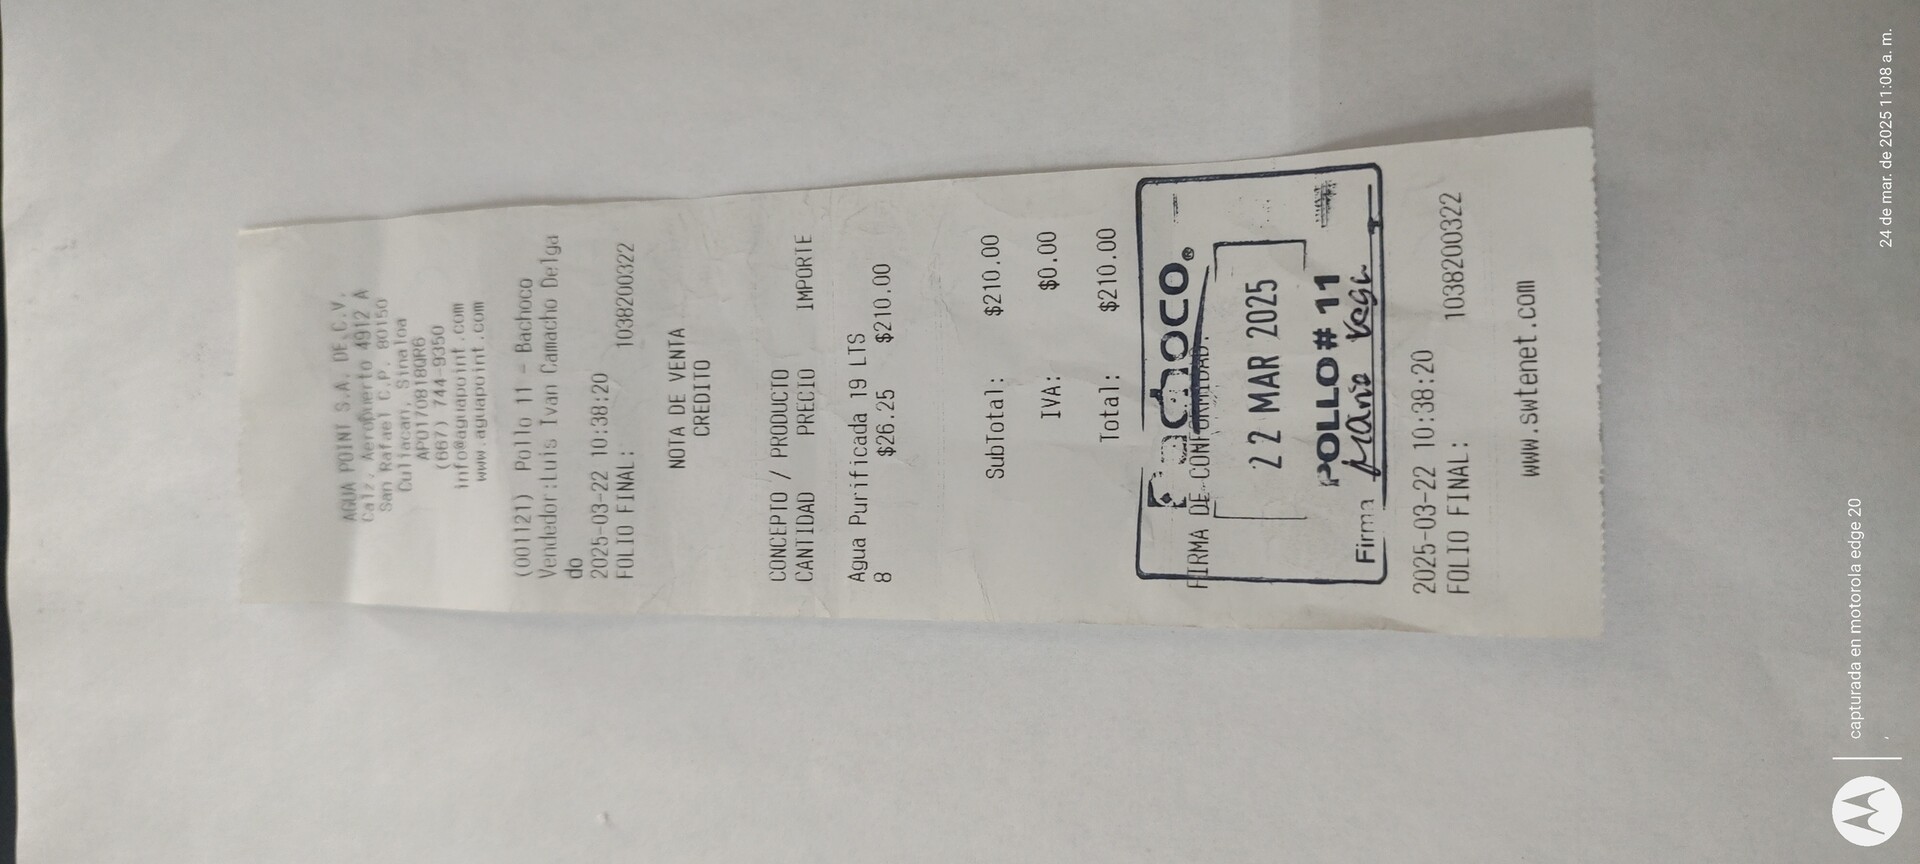 AGUA POINT S.A. DE C.V.
Calz. Aeropuerto 4912 A
San Rafael C.P. 80150
Culiacan, Sinaloa
APO170818QR6
(667) 744-9350
info@aguapoint.com
www.aguapoint.com
(001121) Pollo 11 - Bachoco
Vendedor:Luis Ivan Camacho Delga
do
2025-03-22 10:38:20
FOLIO FINAL: 1038200322
NOTA DE VENTA
CREDITO
CONCEPTO / PRODUCTO
CANTIDAD PRECIO IMPORTE
Agua Purificada 19 LTS
8 $26.25 $210.00
SubTotal: $210.00
IVA: $0.00
Total: $210.00
Bachoco®
FIRMA DE CONFORMIDAD.
22 MAR 2025
POLLO # 11
Firma Mario Vega
2025-03-22 10:38:20
FOLIO FINAL: 1038200322
www.swtenet.com
capturada en motorola edge 20
24 de mar. de 2025 11:08 a. m.